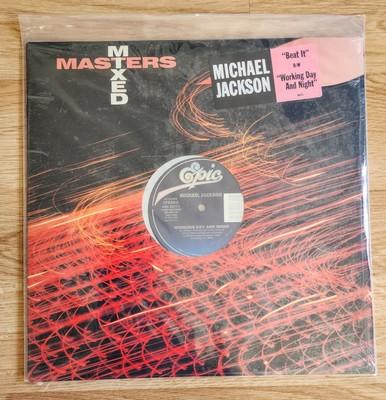 MASTERS
MIXED
MICHAEL
JACKSON
"Beat It"
B/W
"Working Day
And Night"
Epic
MICHAEL JACKSON
WORKING DAY AND NIGHT